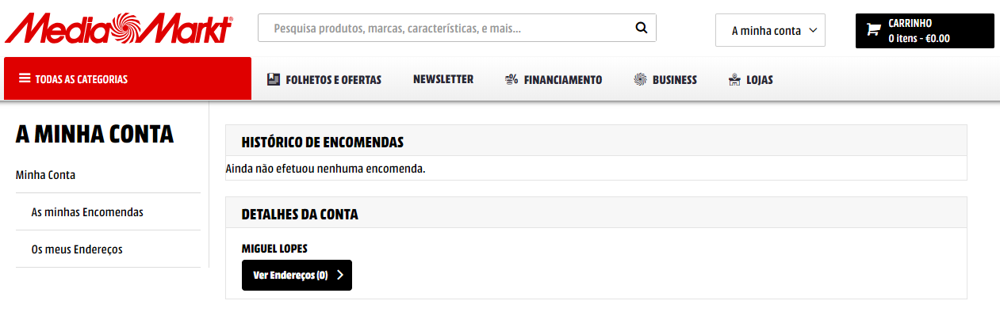 MediaMarkt®
Pesquisa produtos, marcas, características, e mais...
A minha conta
CARRINHO
0 itens - €0.00
TODAS AS CATEGORIAS
FOLHETOS E OFERTAS
NEWSLETTER
FINANCIAMENTO
BUSINESS
LOJAS
A MINHA CONTA
Minha Conta
As minhas Encomendas
Os meus Endereços
HISTÓRICO DE ENCOMENDAS
Ainda não efetuou nenhuma encomenda.
DETALHES DA CONTA
MIGUEL LOPES
Ver Endereços (0)